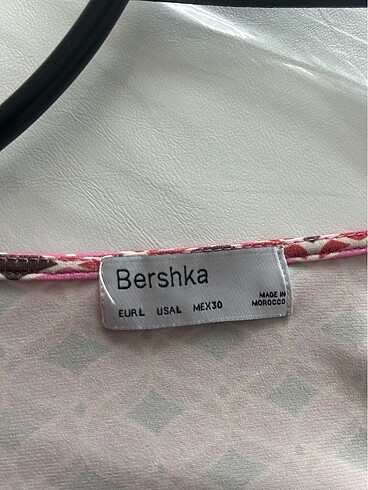 Bershka
EUR L USA L MEX 30
MADE IN
MOROCCO